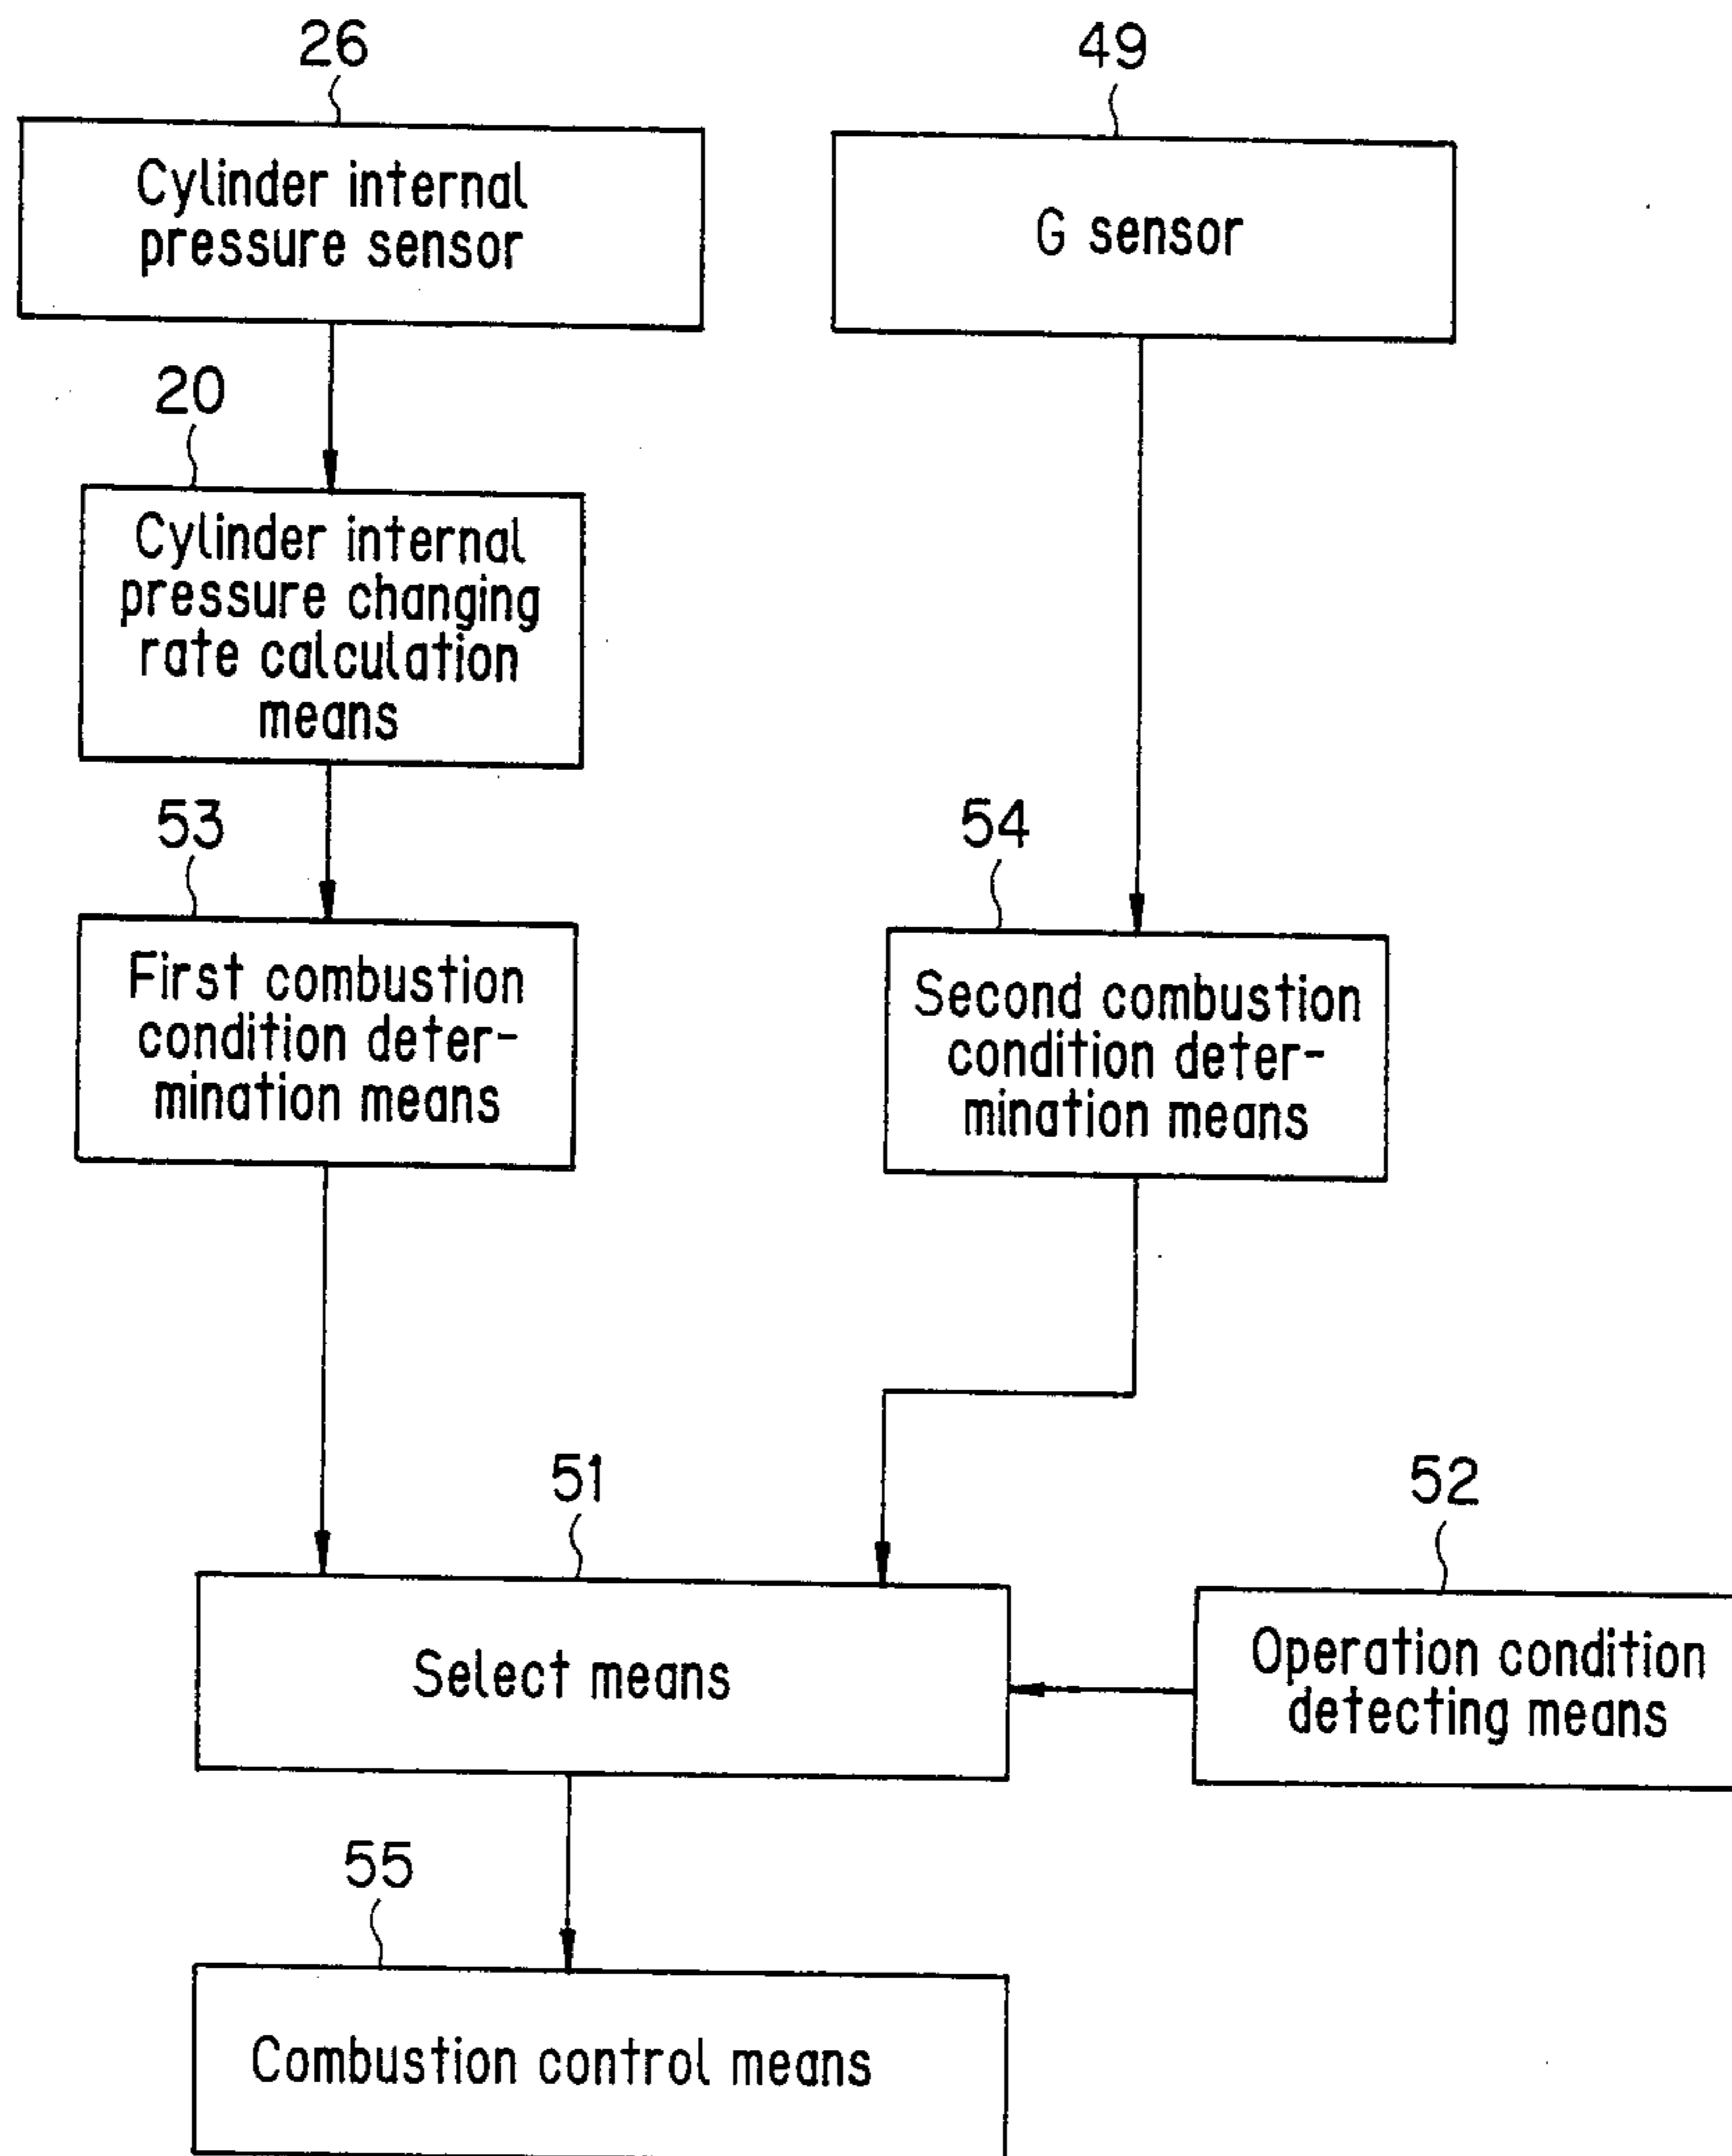 26
49
Cylinder internal
pressure sensor
G sensor
20
Cylinder internal
pressure changing
rate calculation
means
53
54
First combustion
condition deter-
mination means
Second combustion
condition deter-
mination means
51
52
Select means
Operation condition
detecting means
55
Combustion control means